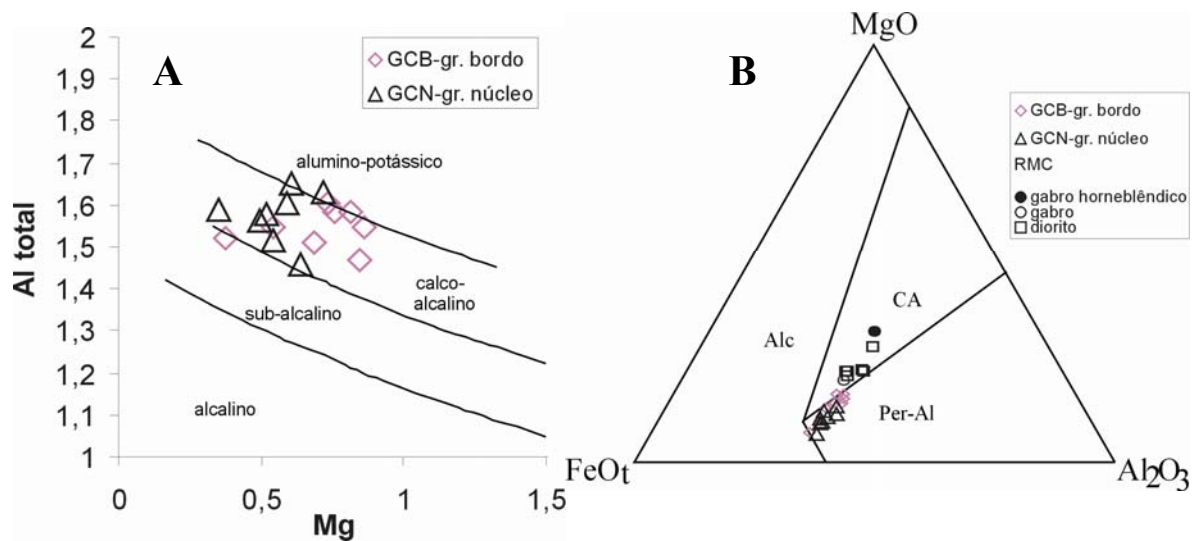 A
GCB-gr. bordo
GCN-gr. núcleo
Al total
2
1,9
1,8
1,7
1,6
1,5
1,4
1,3
1,2
1,1
1
alumino-potássico
calco-
alcalino
sub-alcalino
alcalino
0
0,5
1
1,5
Mg
B
MgO
GCB-gr. bordo
GCN-gr. núcleo
RMC
gabro horneblêndico
gabro
diorito
CA
Alc
Per-Al
FeOt
Al2O3